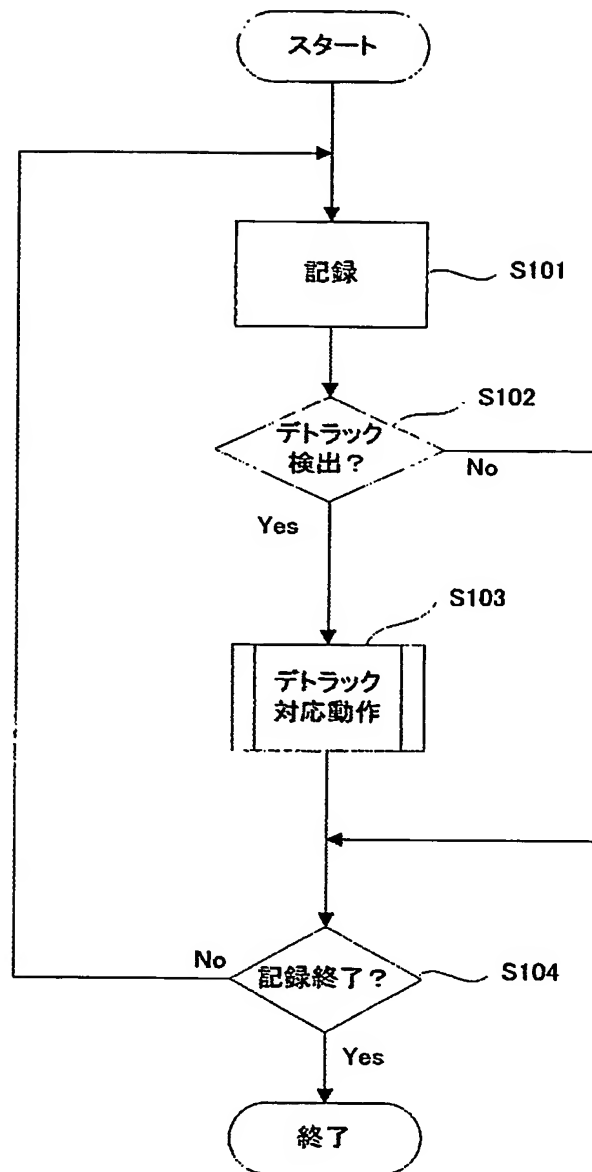 スタート
記録
S101
デトラック
検出？
S102
No
Yes
S103
デトラック
対応動作
No
記録終了？
S104
Yes
終了